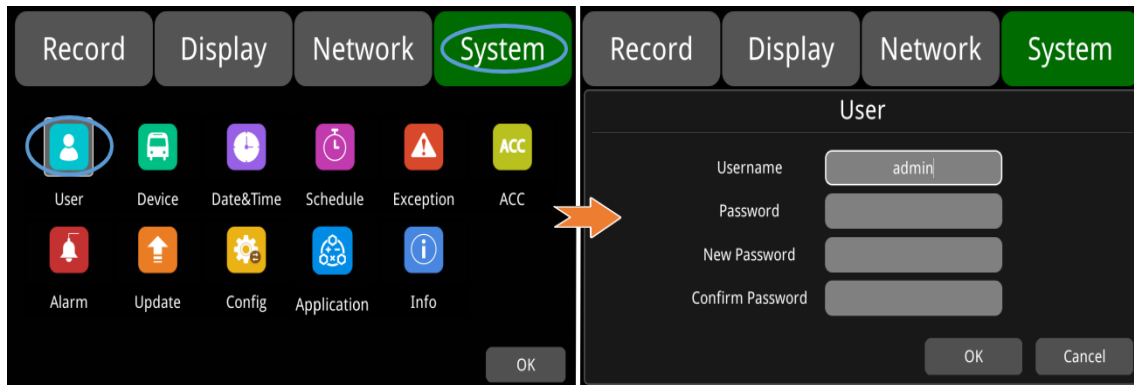 Record Display Network System
User Device Date&Time Schedule Exception ACC
ACC
Alarm Update Config Application Info
OK
Record Display Network System
User
Username admin
Password
New Password
Confirm Password
OK Cancel